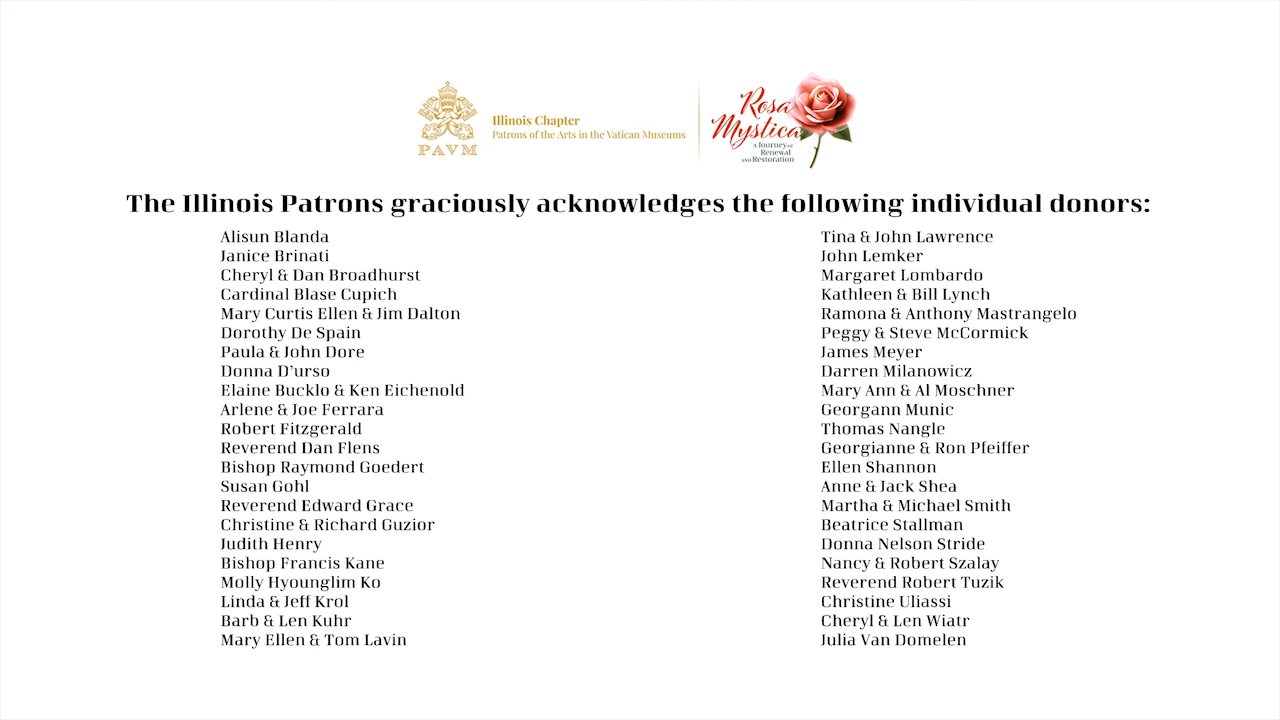 PAVM
Illinois Chapter
Patrons of the Arts in the Vatican Museums
Rosa
Mystica
A Journey of
Renewal
and Restoration
The Illinois Patrons graciously acknowledges the following individual donors:
Alisun Blanda
Janice Brinati
Cheryl & Dan Broadhurst
Cardinal Blase Cupich
Mary Curtis Ellen & Jim Dalton
Dorothy De Spain
Paula & John Dore
Donna D'urso
Elaine Bucklo & Ken Eichenold
Arlene & Joe Ferrara
Robert Fitzgerald
Reverend Dan Flens
Bishop Raymond Goedert
Susan Gohl
Reverend Edward Grace
Christine & Richard Guzior
Judith Henry
Bishop Francis Kane
Molly Hyounglim Ko
Linda & Jeff Krol
Barb & Len Kuhr
Mary Ellen & Tom Lavin
Tina & John Lawrence
John Lemker
Margaret Lombardo
Kathleen & Bill Lynch
Ramona & Anthony Mastrangelo
Peggy & Steve McCormick
James Meyer
Darren Milanowicz
Mary Ann & Al Moschner
Georgann Munic
Thomas Nangle
Georgianne & Ron Pfeiffer
Ellen Shannon
Anne & Jack Shea
Martha & Michael Smith
Beatrice Stallman
Donna Nelson Stride
Nancy & Robert Szalay
Reverend Robert Tuzik
Christine Uliassi
Cheryl & Len Wiatr
Julia Van Domelen